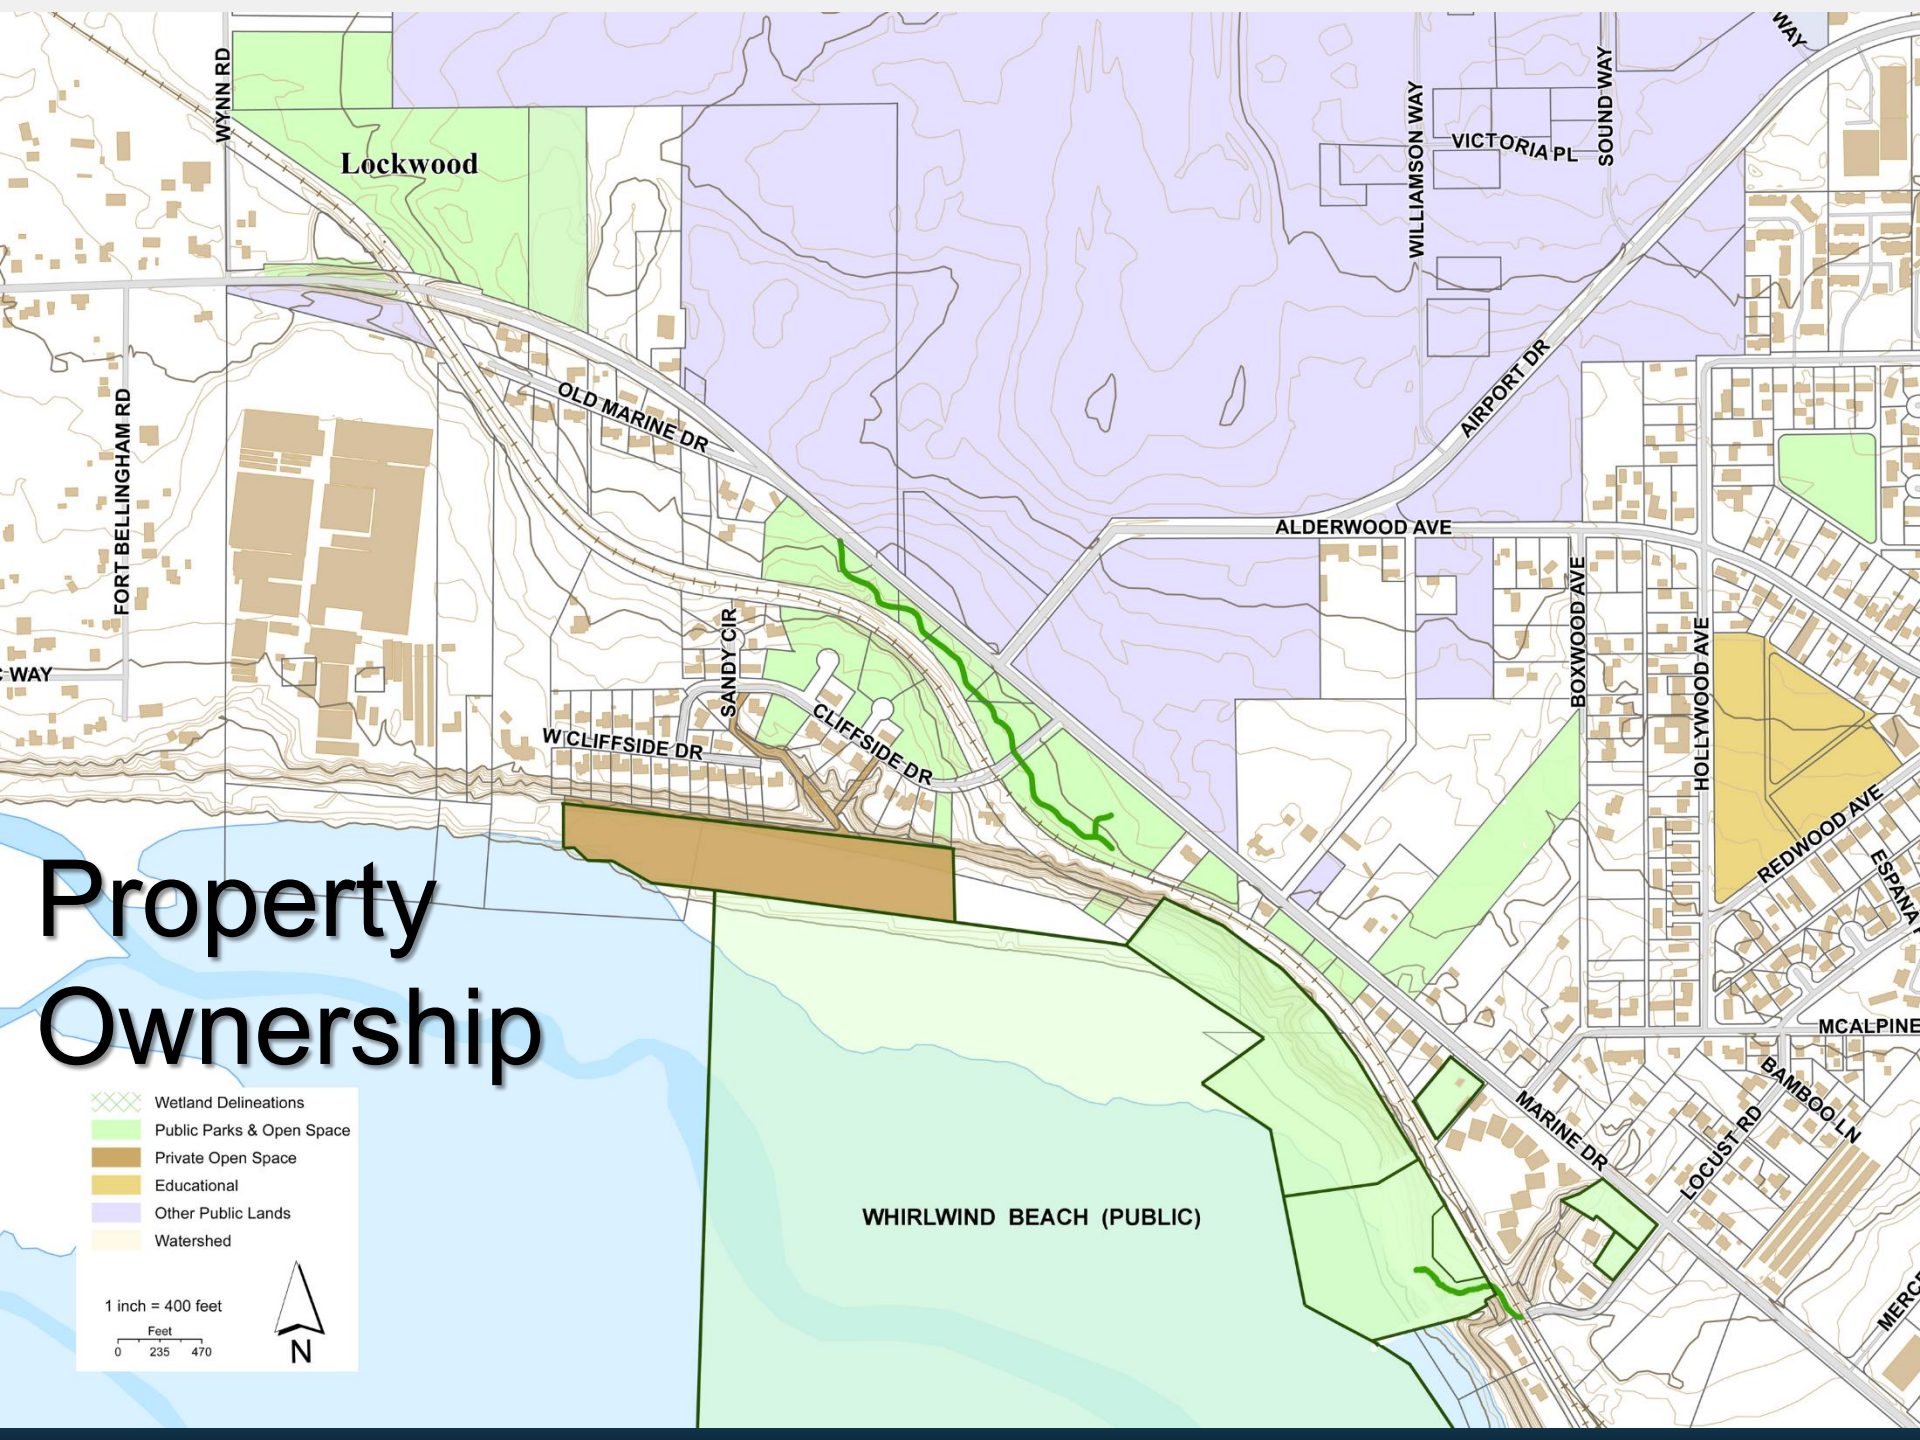 WAY
WYNN RD
WILLIAMSON WAY
SOUND WAY
VICTORIA PL
Lockwood
AIRPORT DR
OLD MARINE DR
FORT BELLINGHAM RD
ALDERWOOD AVE
BOXWOOD AVE
HOLLYWOOD AVE
SANDY CIR
WAY
W CLIFFSIDE DR
CLIFFSIDE DR
REDWOOD AVE
ESPANA
Property
Ownership
MCALPINE
BAMBOO LN
LOCUST RD
MARINE DR
MERCE
WHIRLWIND BEACH (PUBLIC)
Wetland Delineations
Public Parks & Open Space
Private Open Space
Educational
Other Public Lands
Watershed
1 inch = 400 feet
Feet
0 235 470
N